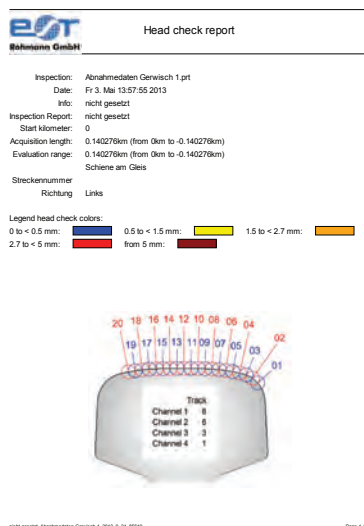 est
Rohmann GmbH
Head check report
Inspection: Abnahmedaten Gerwisch 1.prt
Date: Fr 3. Mai 13:57:55 2013
Info: nicht gesetzt
Inspection Report: nicht gesetzt
Start kilometer: 0
Acquisition length: 0.140276km (from 0km to -0.140276km)
Evaluation range: 0.140276km (from 0km to -0.140276km)
Schiene am Gleis
Streckennummer
Richtung Links
Legend head check colors:
0 to < 0.5 mm: 0.5 to < 1.5 mm: 1.5 to < 2.7 mm:
2.7 to < 5 mm: from 5 mm:
20 18 16 14 12 10 08 06 04 02
19 17 15 13 11 09 07 05 03 01
Track
Channel 1 8
Channel 2 6
Channel 3 3
Channel 4 1